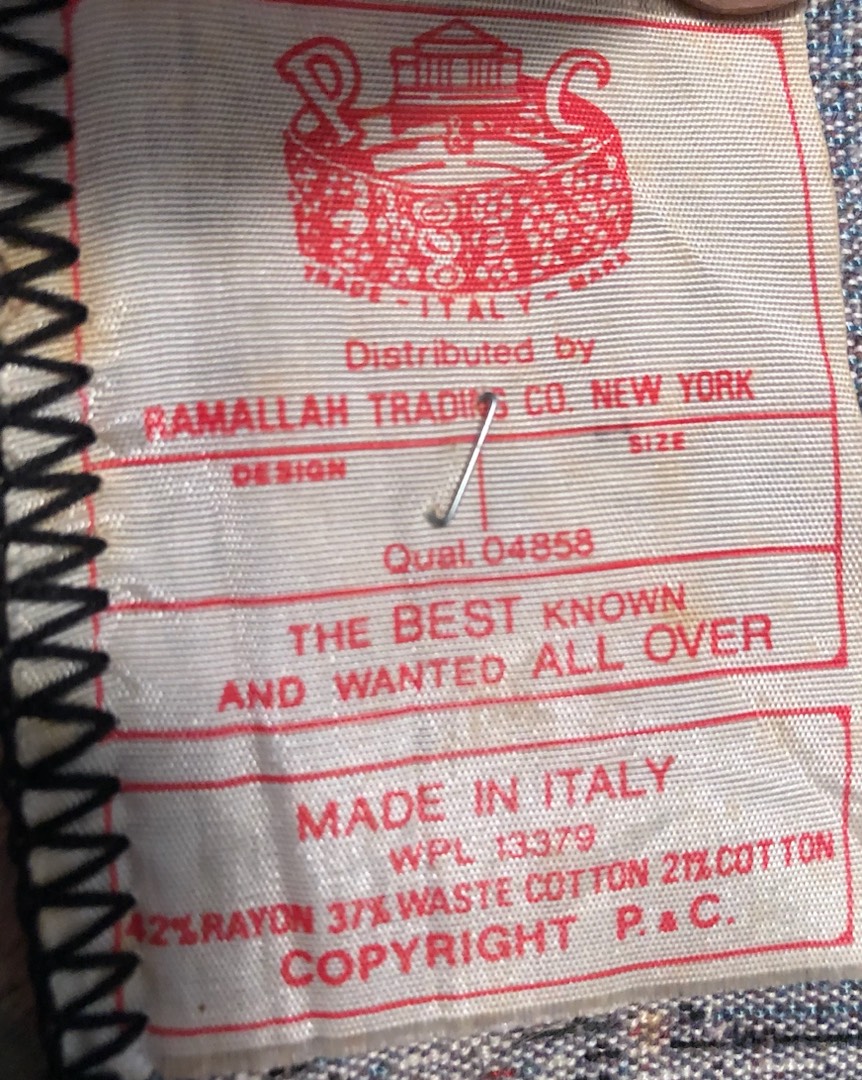 P & C
TRADE - ITALY - MARK
Distributed by
RAMALLAH TRADING CO. NEW YORK
DESIGN SIZE
Qual. 04858
THE BEST KNOWN
AND WANTED ALL OVER
MADE IN ITALY
WPL 13379
42% RAYON 37% WASTE COTTON 21% COTTON
COPYRIGHT P. & C.